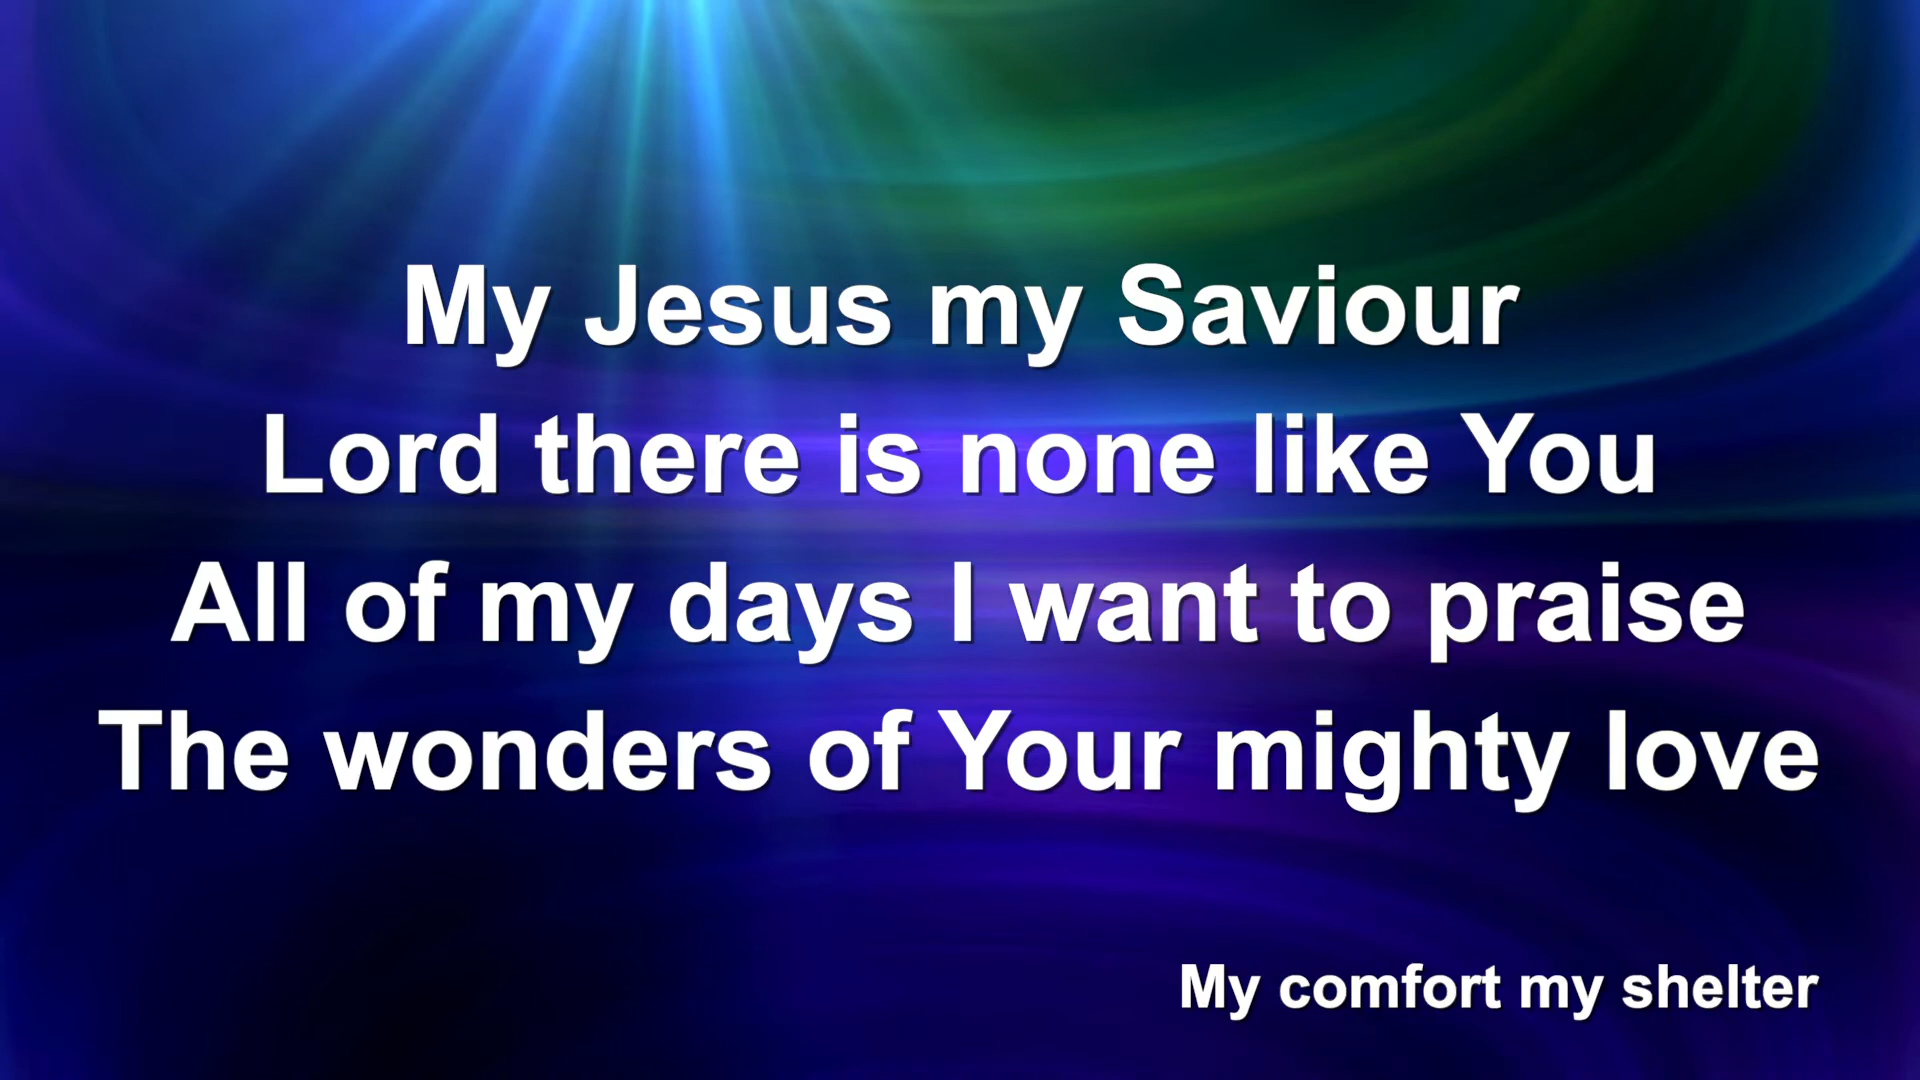 My Jesus my Saviour
Lord there is none like You
All of my days I want to praise
The wonders of Your mighty love
My comfort my shelter